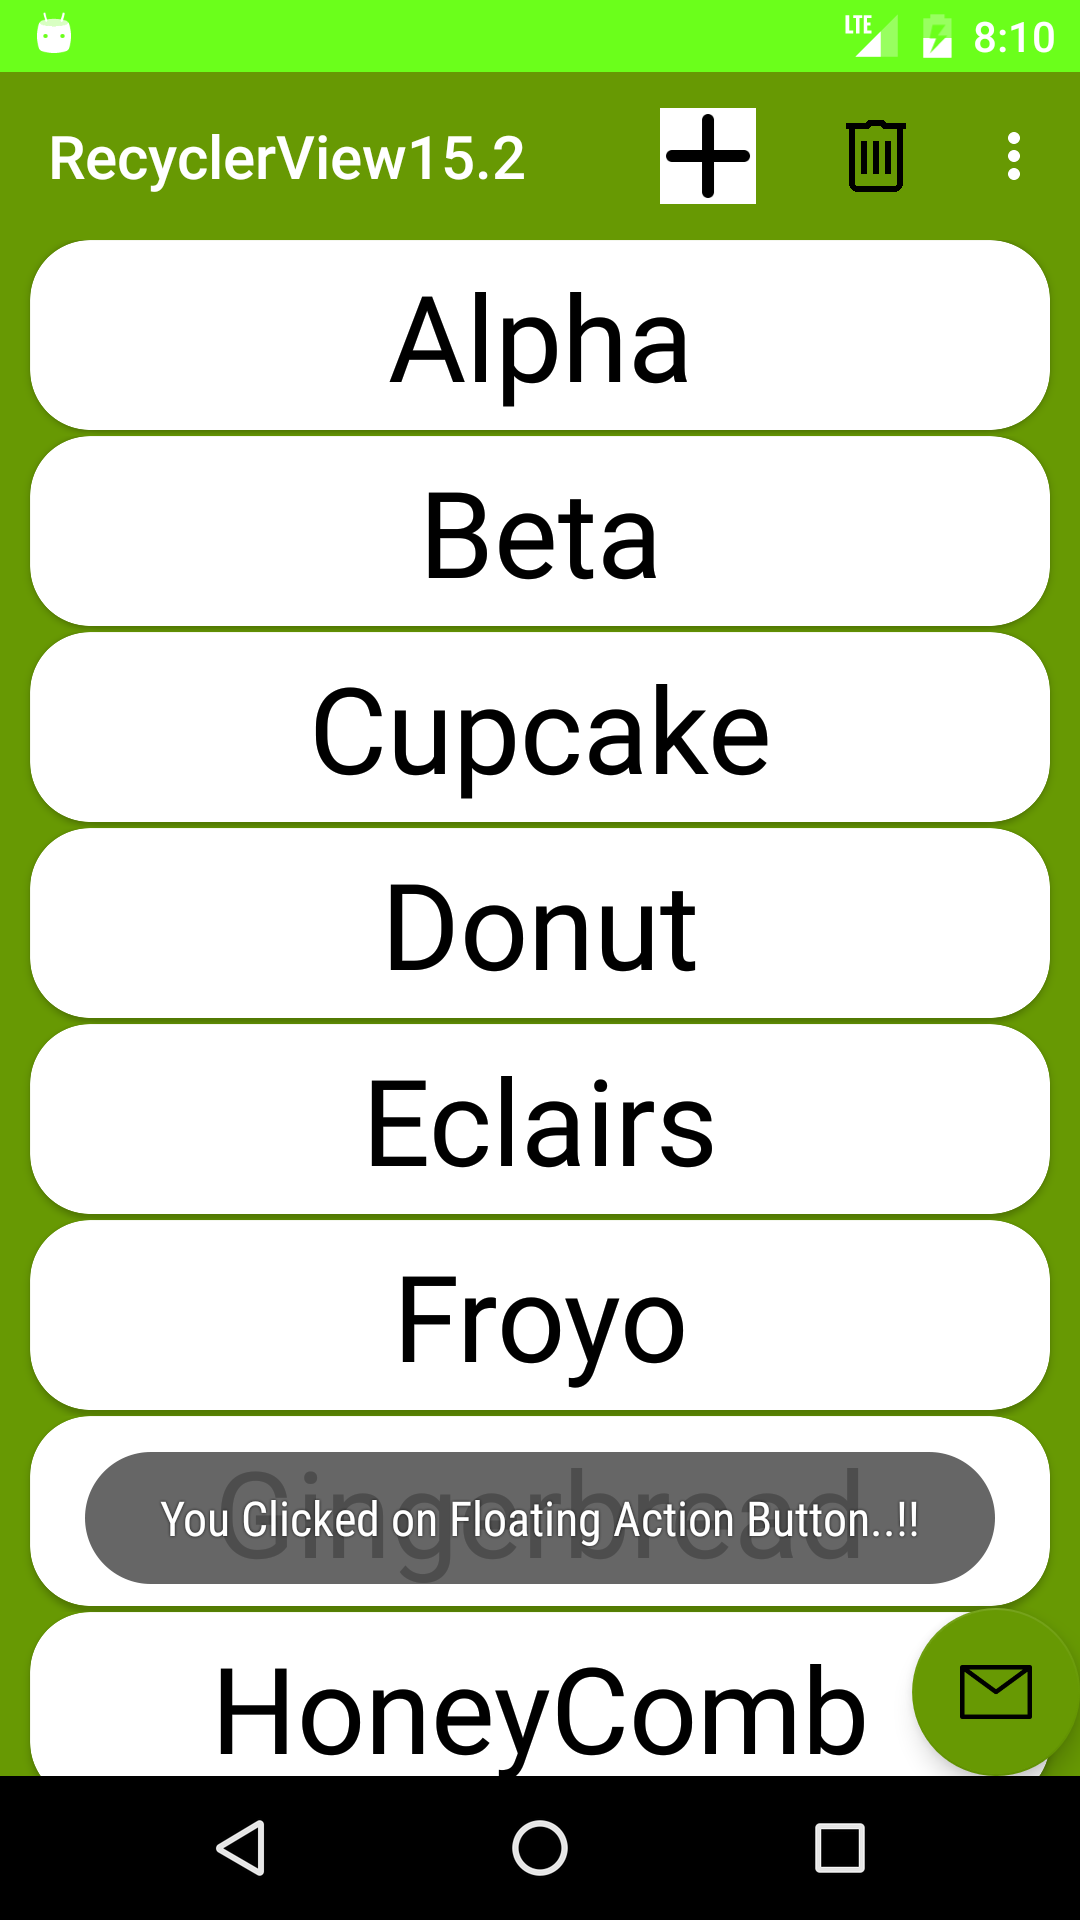 LTE 8:10
RecyclerView15.2
Alpha
Beta
Cupcake
Donut
Eclairs
Froyo
Gingerbread
You Clicked on Floating Action Button..!!
HoneyComb